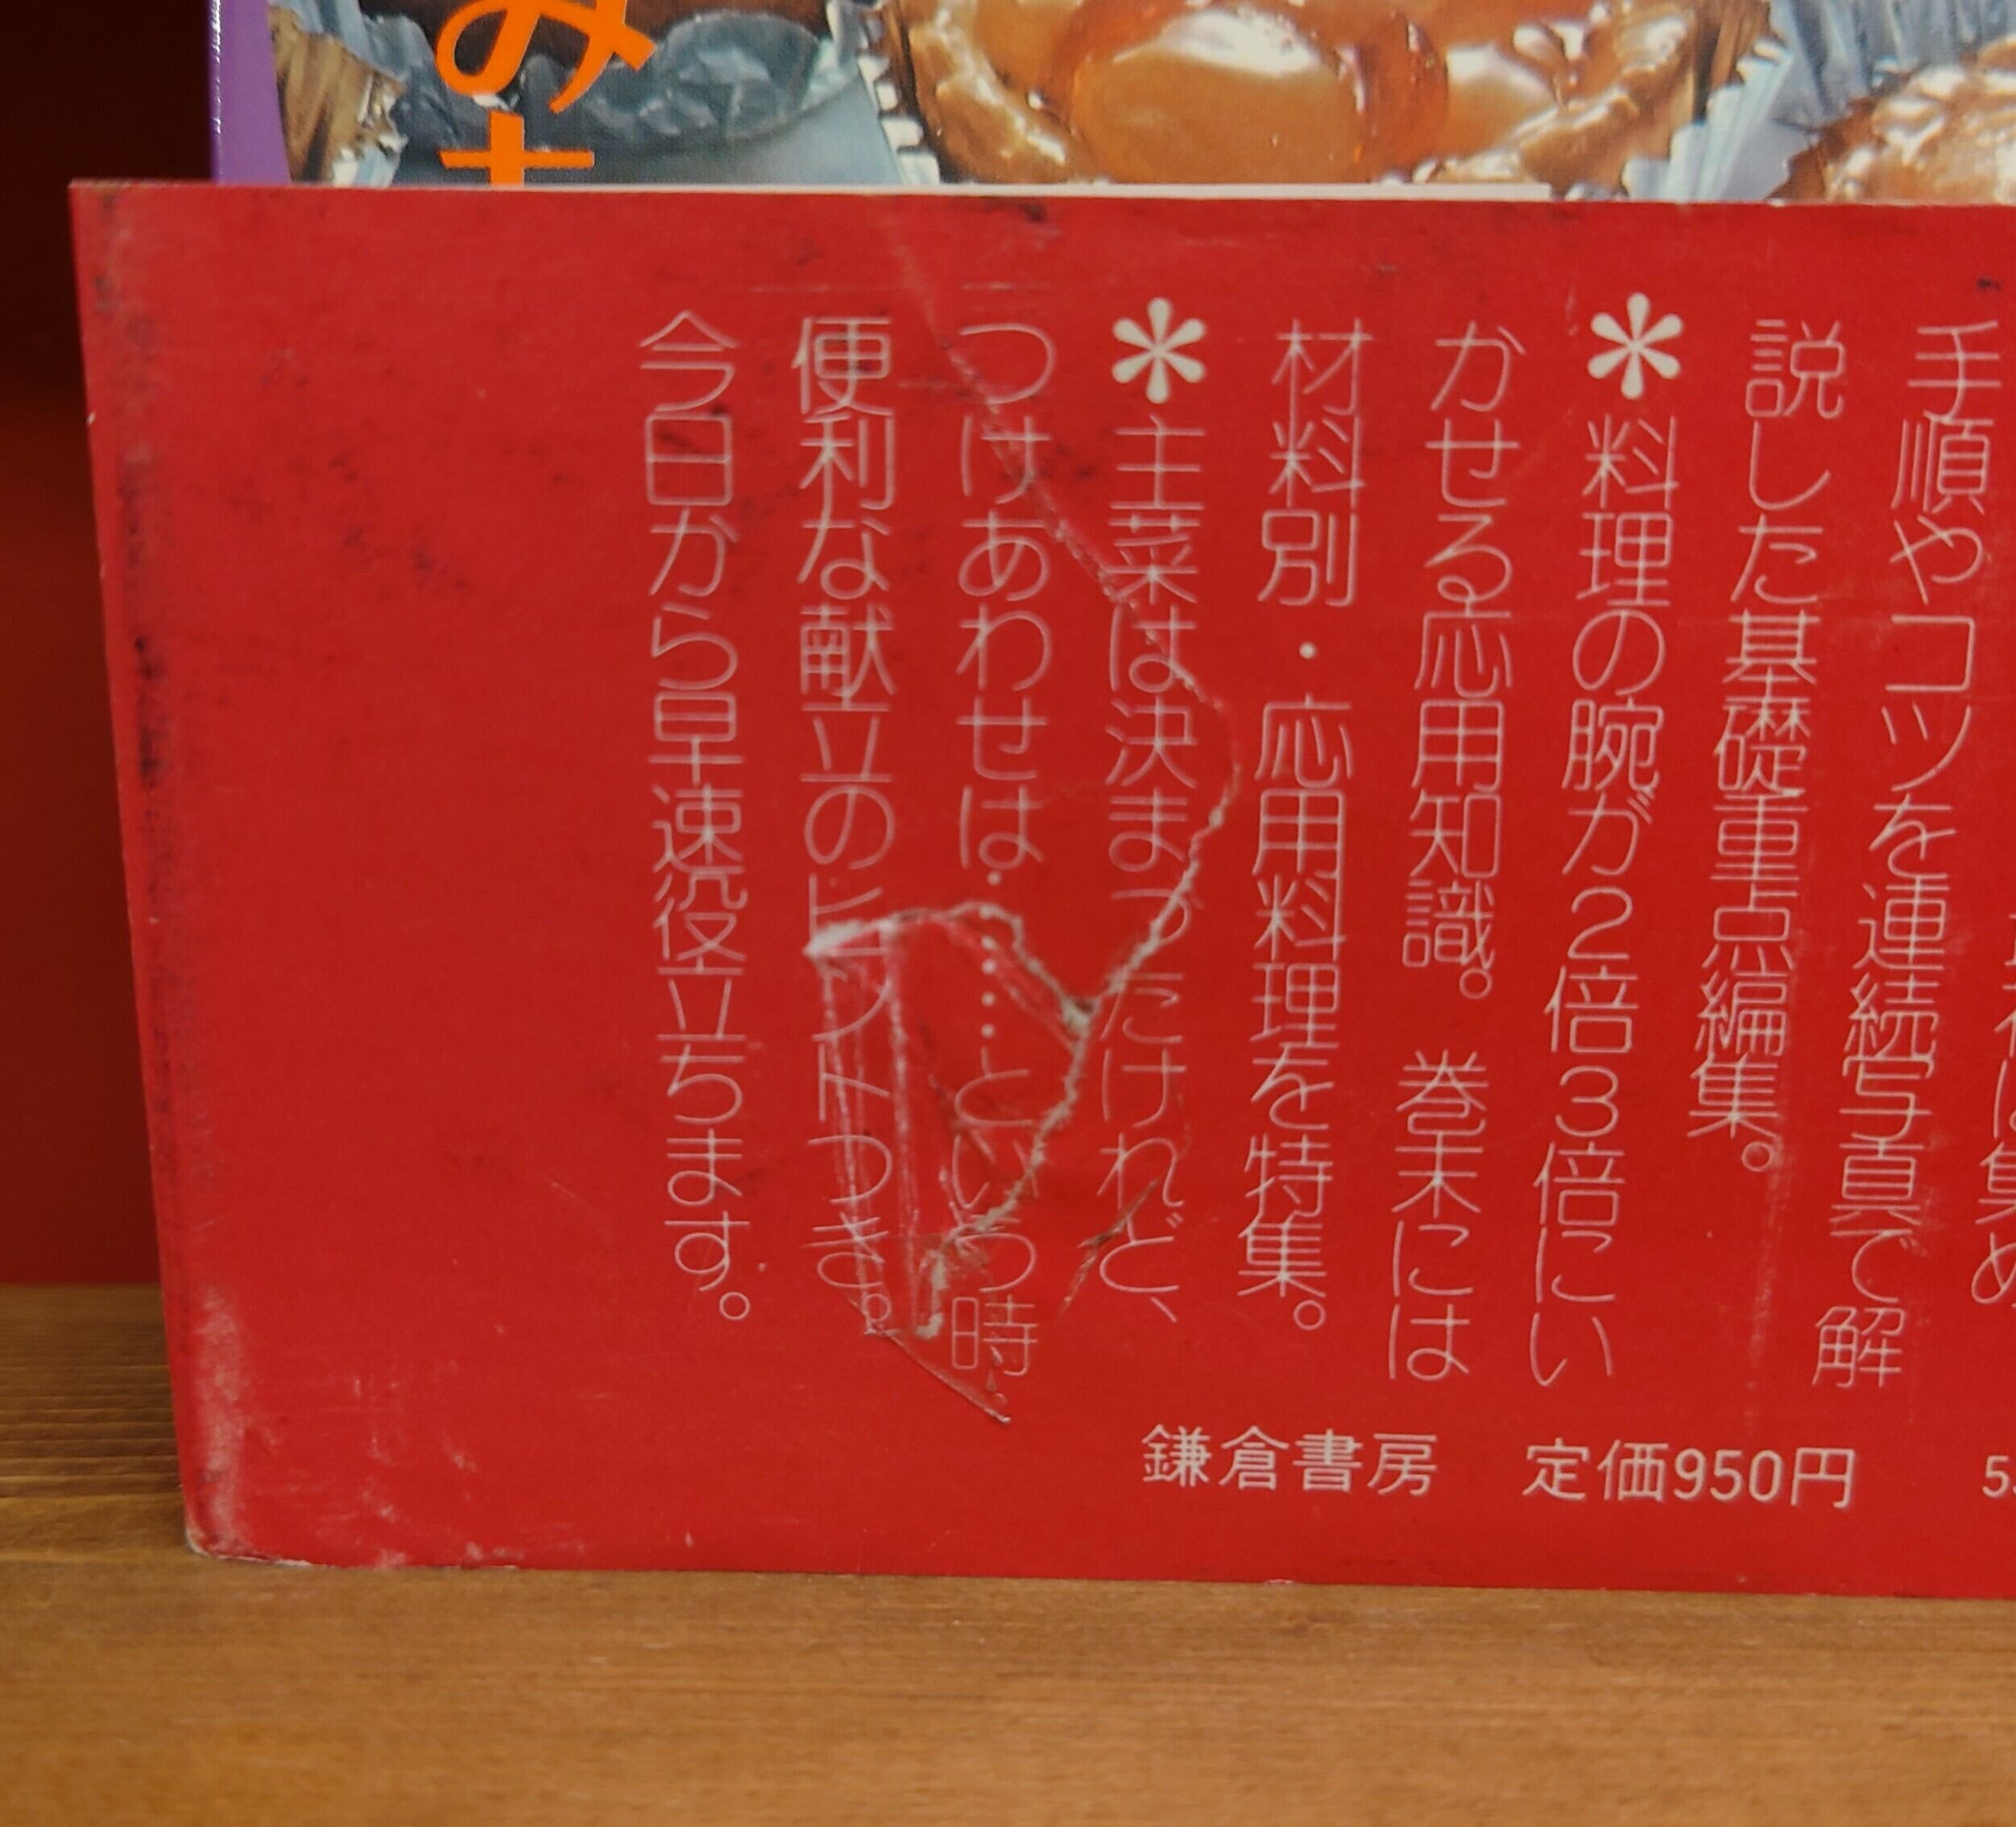 み
手順やコツを連続写真で解
説した基礎重点編集。
＊料理の腕が2倍3倍にい
かせる応用知識。巻末には
材料別・応用料理を特集。
＊主菜は決まったけれど、
つけあわせは……という時
便利な献立のヒントつき。
今日から早速役立ちます。
鎌倉書房　定価950円